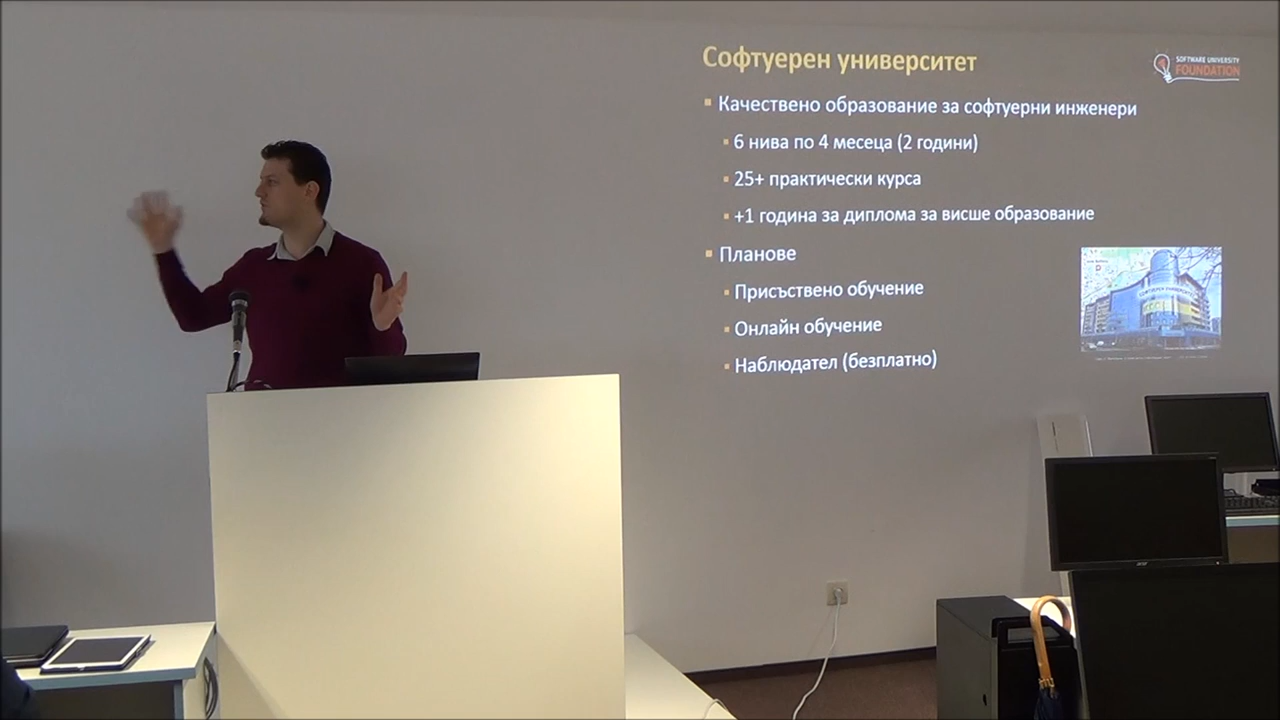 Софтуерен университет
SOFTWARE UNIVERSITY
FOUNDATION
Качествено образование за софтуерни инженери
6 нива по 4 месеца (2 години)
25+ практически курса
+1 година за диплома за висше образование
Планове
Присъствено обучение
Онлайн обучение
Наблюдател (безплатно)
acer